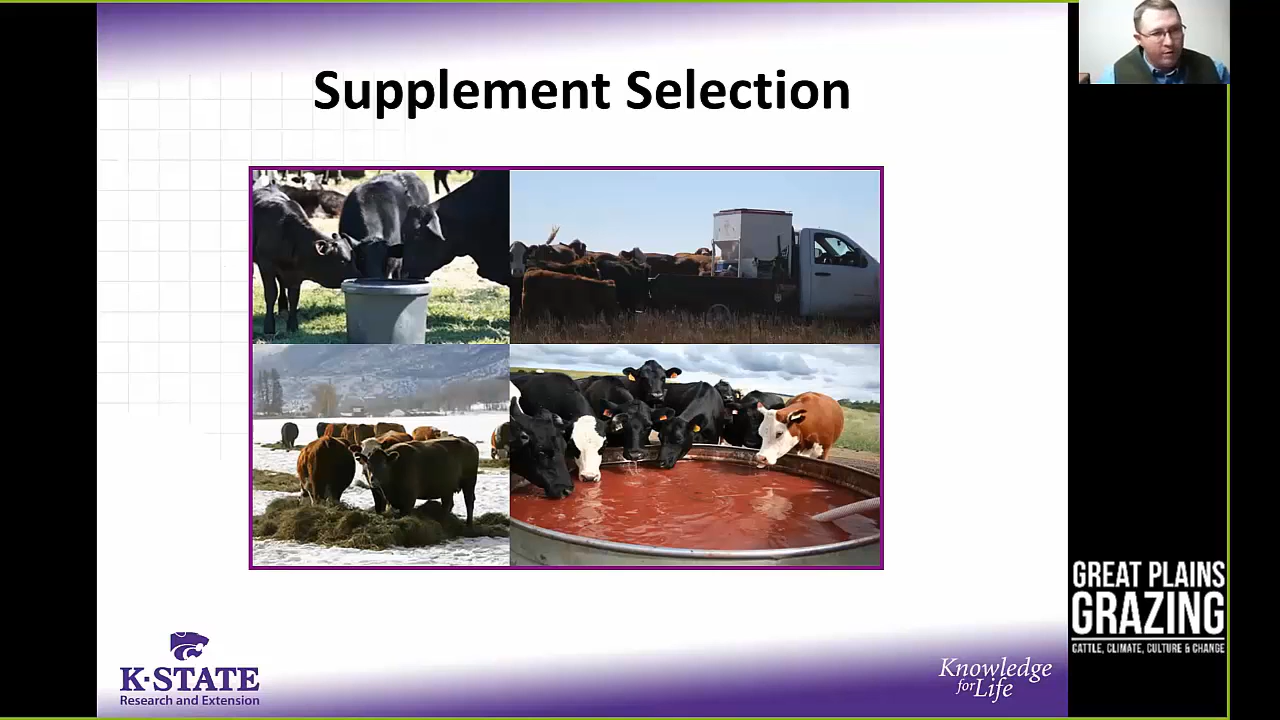 Supplement Selection
K-STATE
Research and Extension
Knowledge
for Life
GREAT PLAINS
GRAZING
CATTLE, CLIMATE, CULTURE & CHANGE